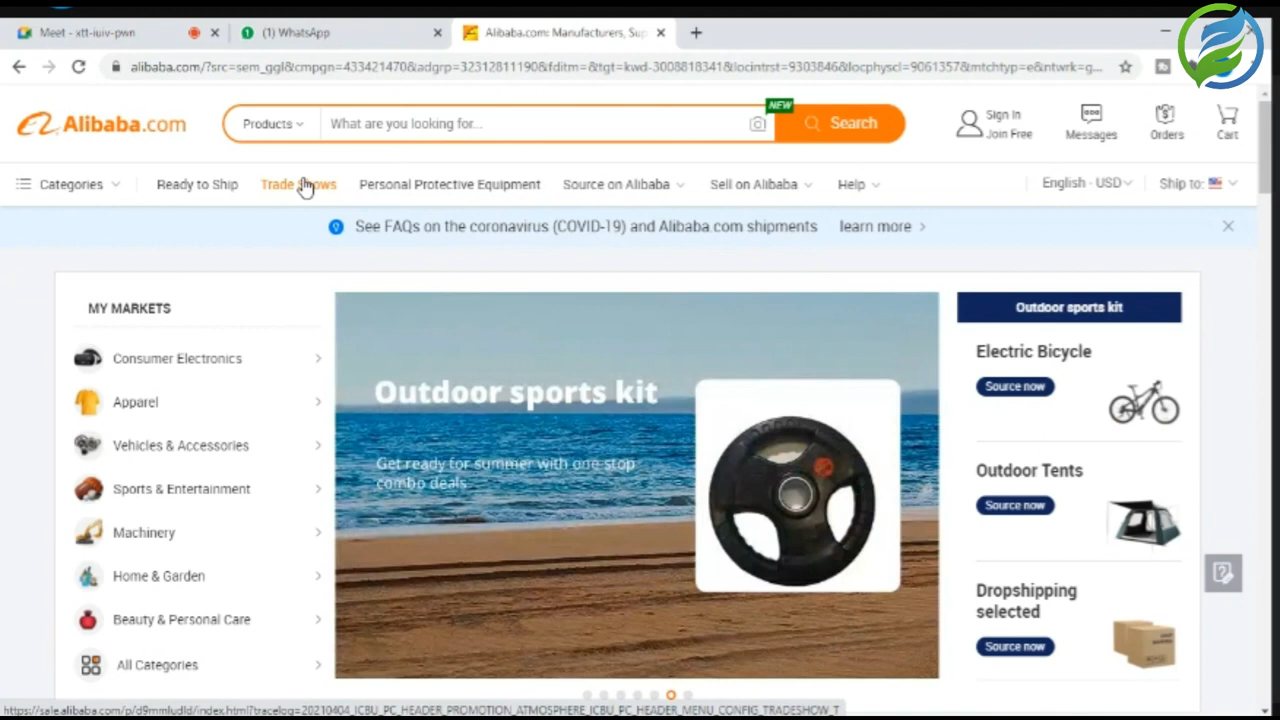 Meet - xtt-iuiv-pwn
(1) WhatsApp
Alibaba.com: Manufacturers, Sup
alibaba.com/?src=sem_ggl&cmpgn=433421470&adgrp=32312811190&fditm=&tgt=kwd-3008818341&locintrst=9303846&locphyscl=9061357&mtchtyp=e&ntwrk=g...
Alibaba.com
Products
What are you looking for...
NEW
Search
Sign In
Join Free
Messages
Orders
Cart
Categories
Ready to Ship
Trade Shows
Personal Protective Equipment
Source on Alibaba
Sell on Alibaba
Help
English - USD
Ship to:
See FAQs on the coronavirus (COVID-19) and Alibaba.com shipments
learn more >
MY MARKETS
Consumer Electronics
Apparel
Vehicles & Accessories
Sports & Entertainment
Machinery
Home & Garden
Beauty & Personal Care
All Categories
Outdoor sports kit
Get ready for summer with one-stop
combo deals
Outdoor sports kit
Electric Bicycle
Source now
Outdoor Tents
Source now
Dropshipping
selected
Source now
https://sale.alibaba.com/p/d9mmludld/index.html?tracelog=20210404_ICBU_PC_HEADER_PROMOTION_ATMOSPHERE_ICBU_PC_HEADER_MENU_CONFIG_TRADESHOW_T